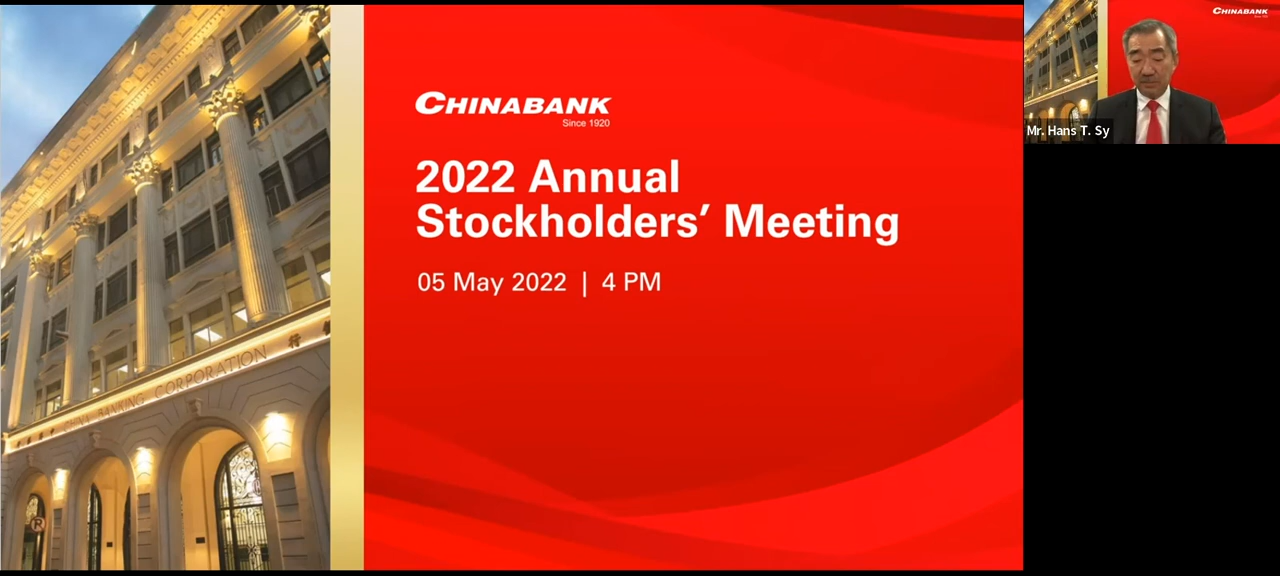 CHINABANK
Since 1920
2022 Annual
Stockholders’ Meeting
05 May 2022 | 4 PM
CHINA BANKING CORPORATION 行
CHINABANK
Mr. Hans T. Sy